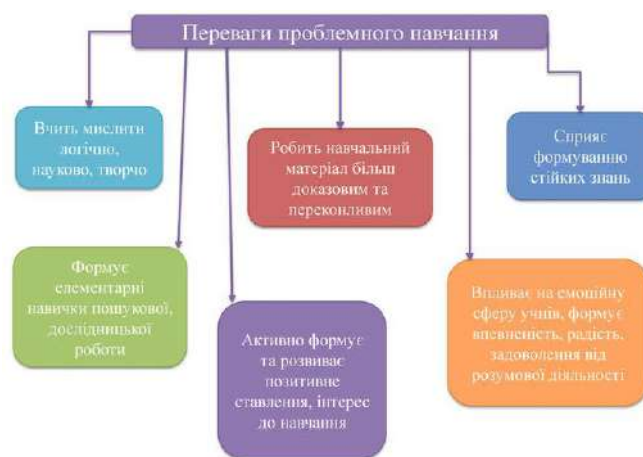 Переваги проблемного навчання
Вчить мислити
логічно,
науково, творчо
Робить навчальний
матеріал більш
доказовим та
переконливим
Сприяє
формуванню
стійких знань
Формує
елементарні
навички пошукової,
дослідницької
роботи
Активно формує
та розвиває
позитивне
ставлення, інтерес
до навчання
Впливає на емоційну
сферу учнів, формує
впевненість, радість,
задоволення від
розумової діяльності